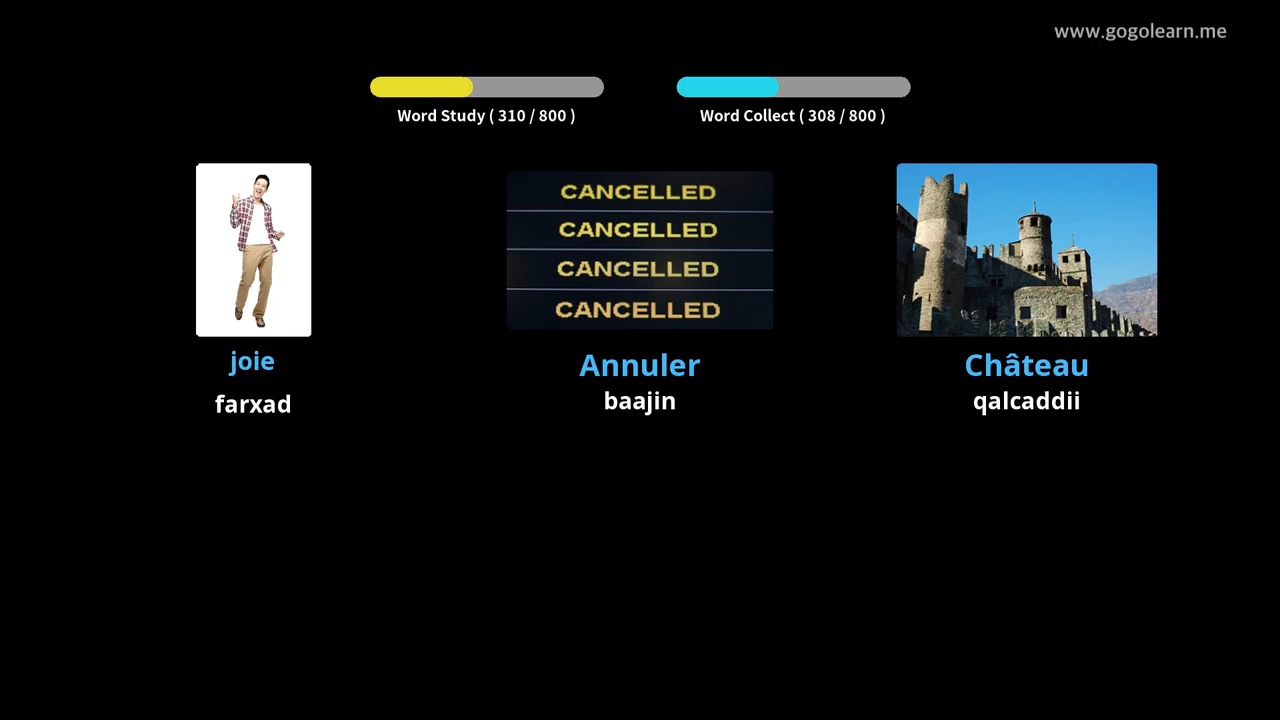 www.gogolearn.me
Word Study ( 310 / 800 )
Word Collect ( 308 / 800 )
CANCELLED
CANCELLED
CANCELLED
CANCELLED
joie
farxad
Annuler
baajin
Château
qalcaddii